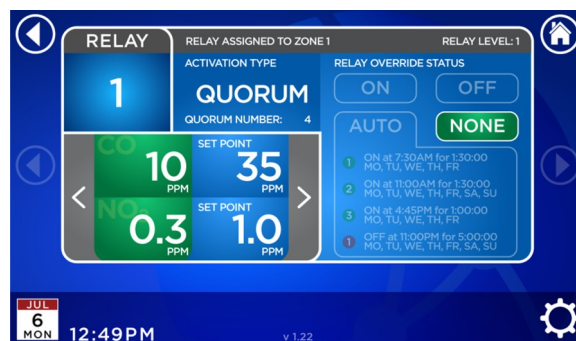 RELAY
1
RELAY ASSIGNED TO ZONE 1
RELAY LEVEL: 1
ACTIVATION TYPE
QUORUM
QUORUM NUMBER: 4
RELAY OVERRIDE STATUS
ON
OFF
AUTO
NONE
1 ON at 7:30AM for 1:30:00
MO, TU, WE, TH, FR
2 ON at 11:00AM for 1:30:00
MO, TU, WE, TH, FR, SA, SU
3 ON at 4:45PM for 1:00:00
MO, TU, WE, TH, FR
1 OFF at 11:00PM for 5:00:00
MO, TU, WE, TH, FR, SA, SU
CO
10
PPM
SET POINT
35
PPM
NO₂
0.3
PPM
SET POINT
1.0
PPM
JUL
6
MON
12:49PM
v 1.22